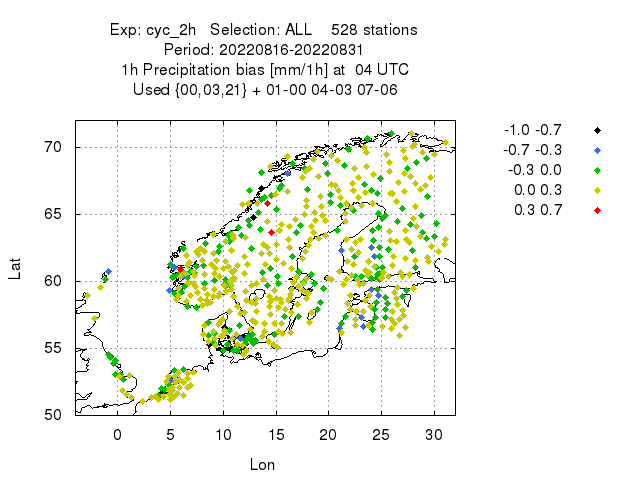 Exp: cyc_2h Selection: ALL 528 stations
Period: 20220816-20220831
1h Precipitation bias [mm/1h] at 04 UTC
Used {00,03,21} + 01-00 04-03 07-06
-1.0 -0.7
-0.7 -0.3
-0.3 0.0
0.0 0.3
0.3 0.7
70
65
60
55
50
Lat
0 5 10 15 20 25 30
Lon